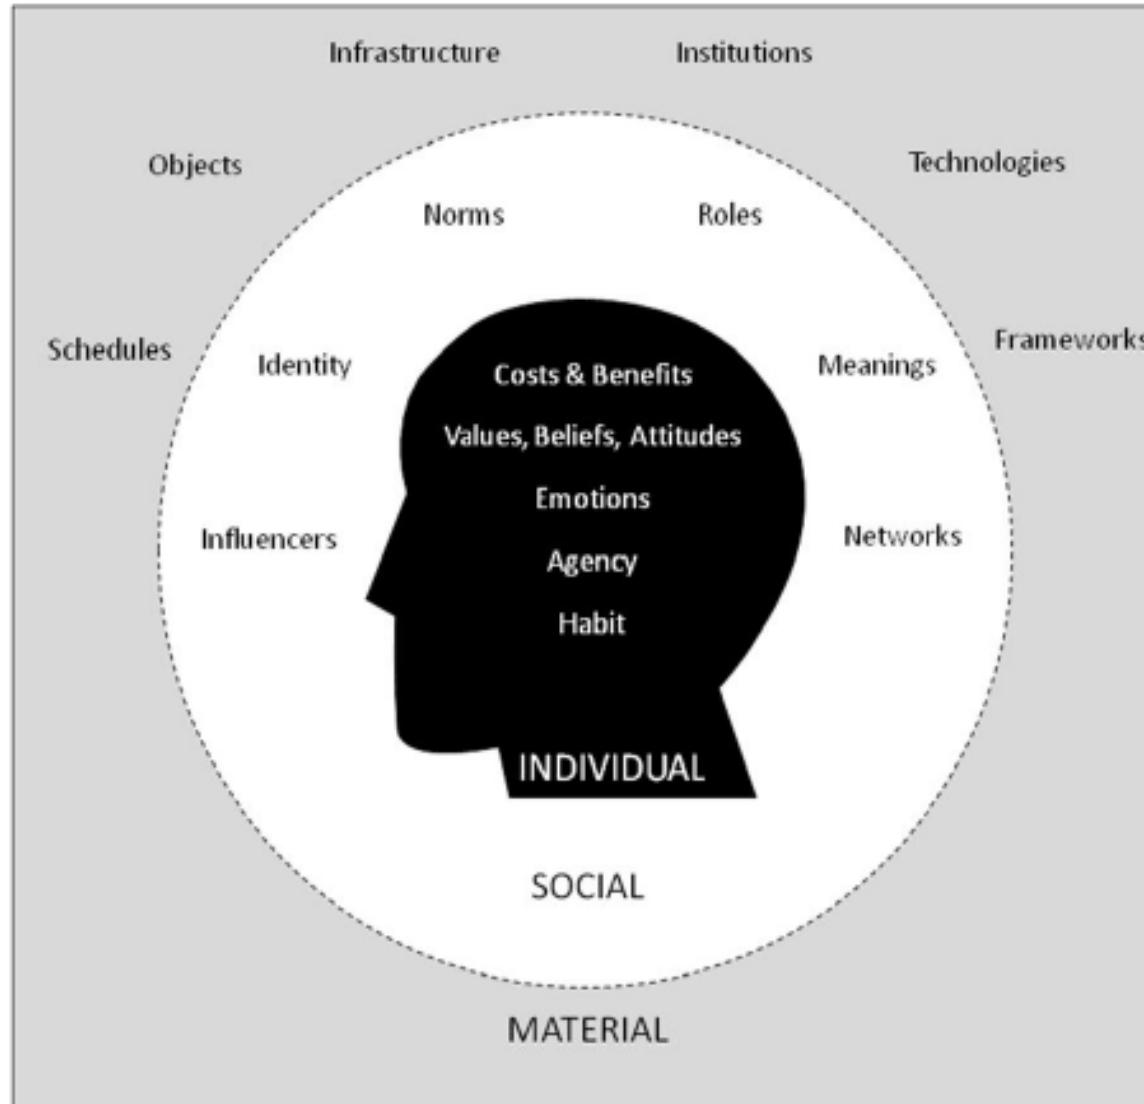 Infrastructure Institutions
Objects Technologies
Norms Roles
Schedules Identity Meanings Frameworks
Costs & Benefits
Values, Beliefs, Attitudes
Emotions
Influencers Networks
Agency
Habit
INDIVIDUAL
SOCIAL
MATERIAL